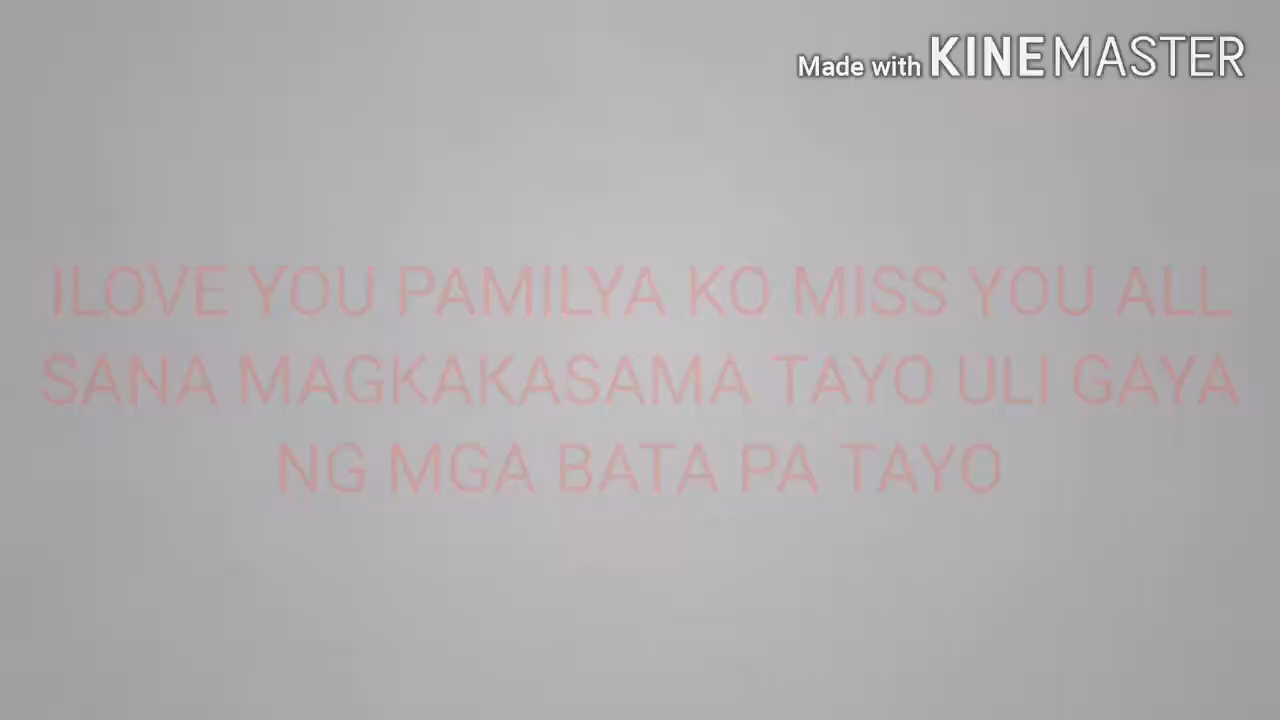 Made with KINEMASTER
ILOVE YOU PAMILYA KO MISS YOU ALL
SANA MAGKAKASAMA TAYO ULI GAYA
NG MGA BATA PA TAYO